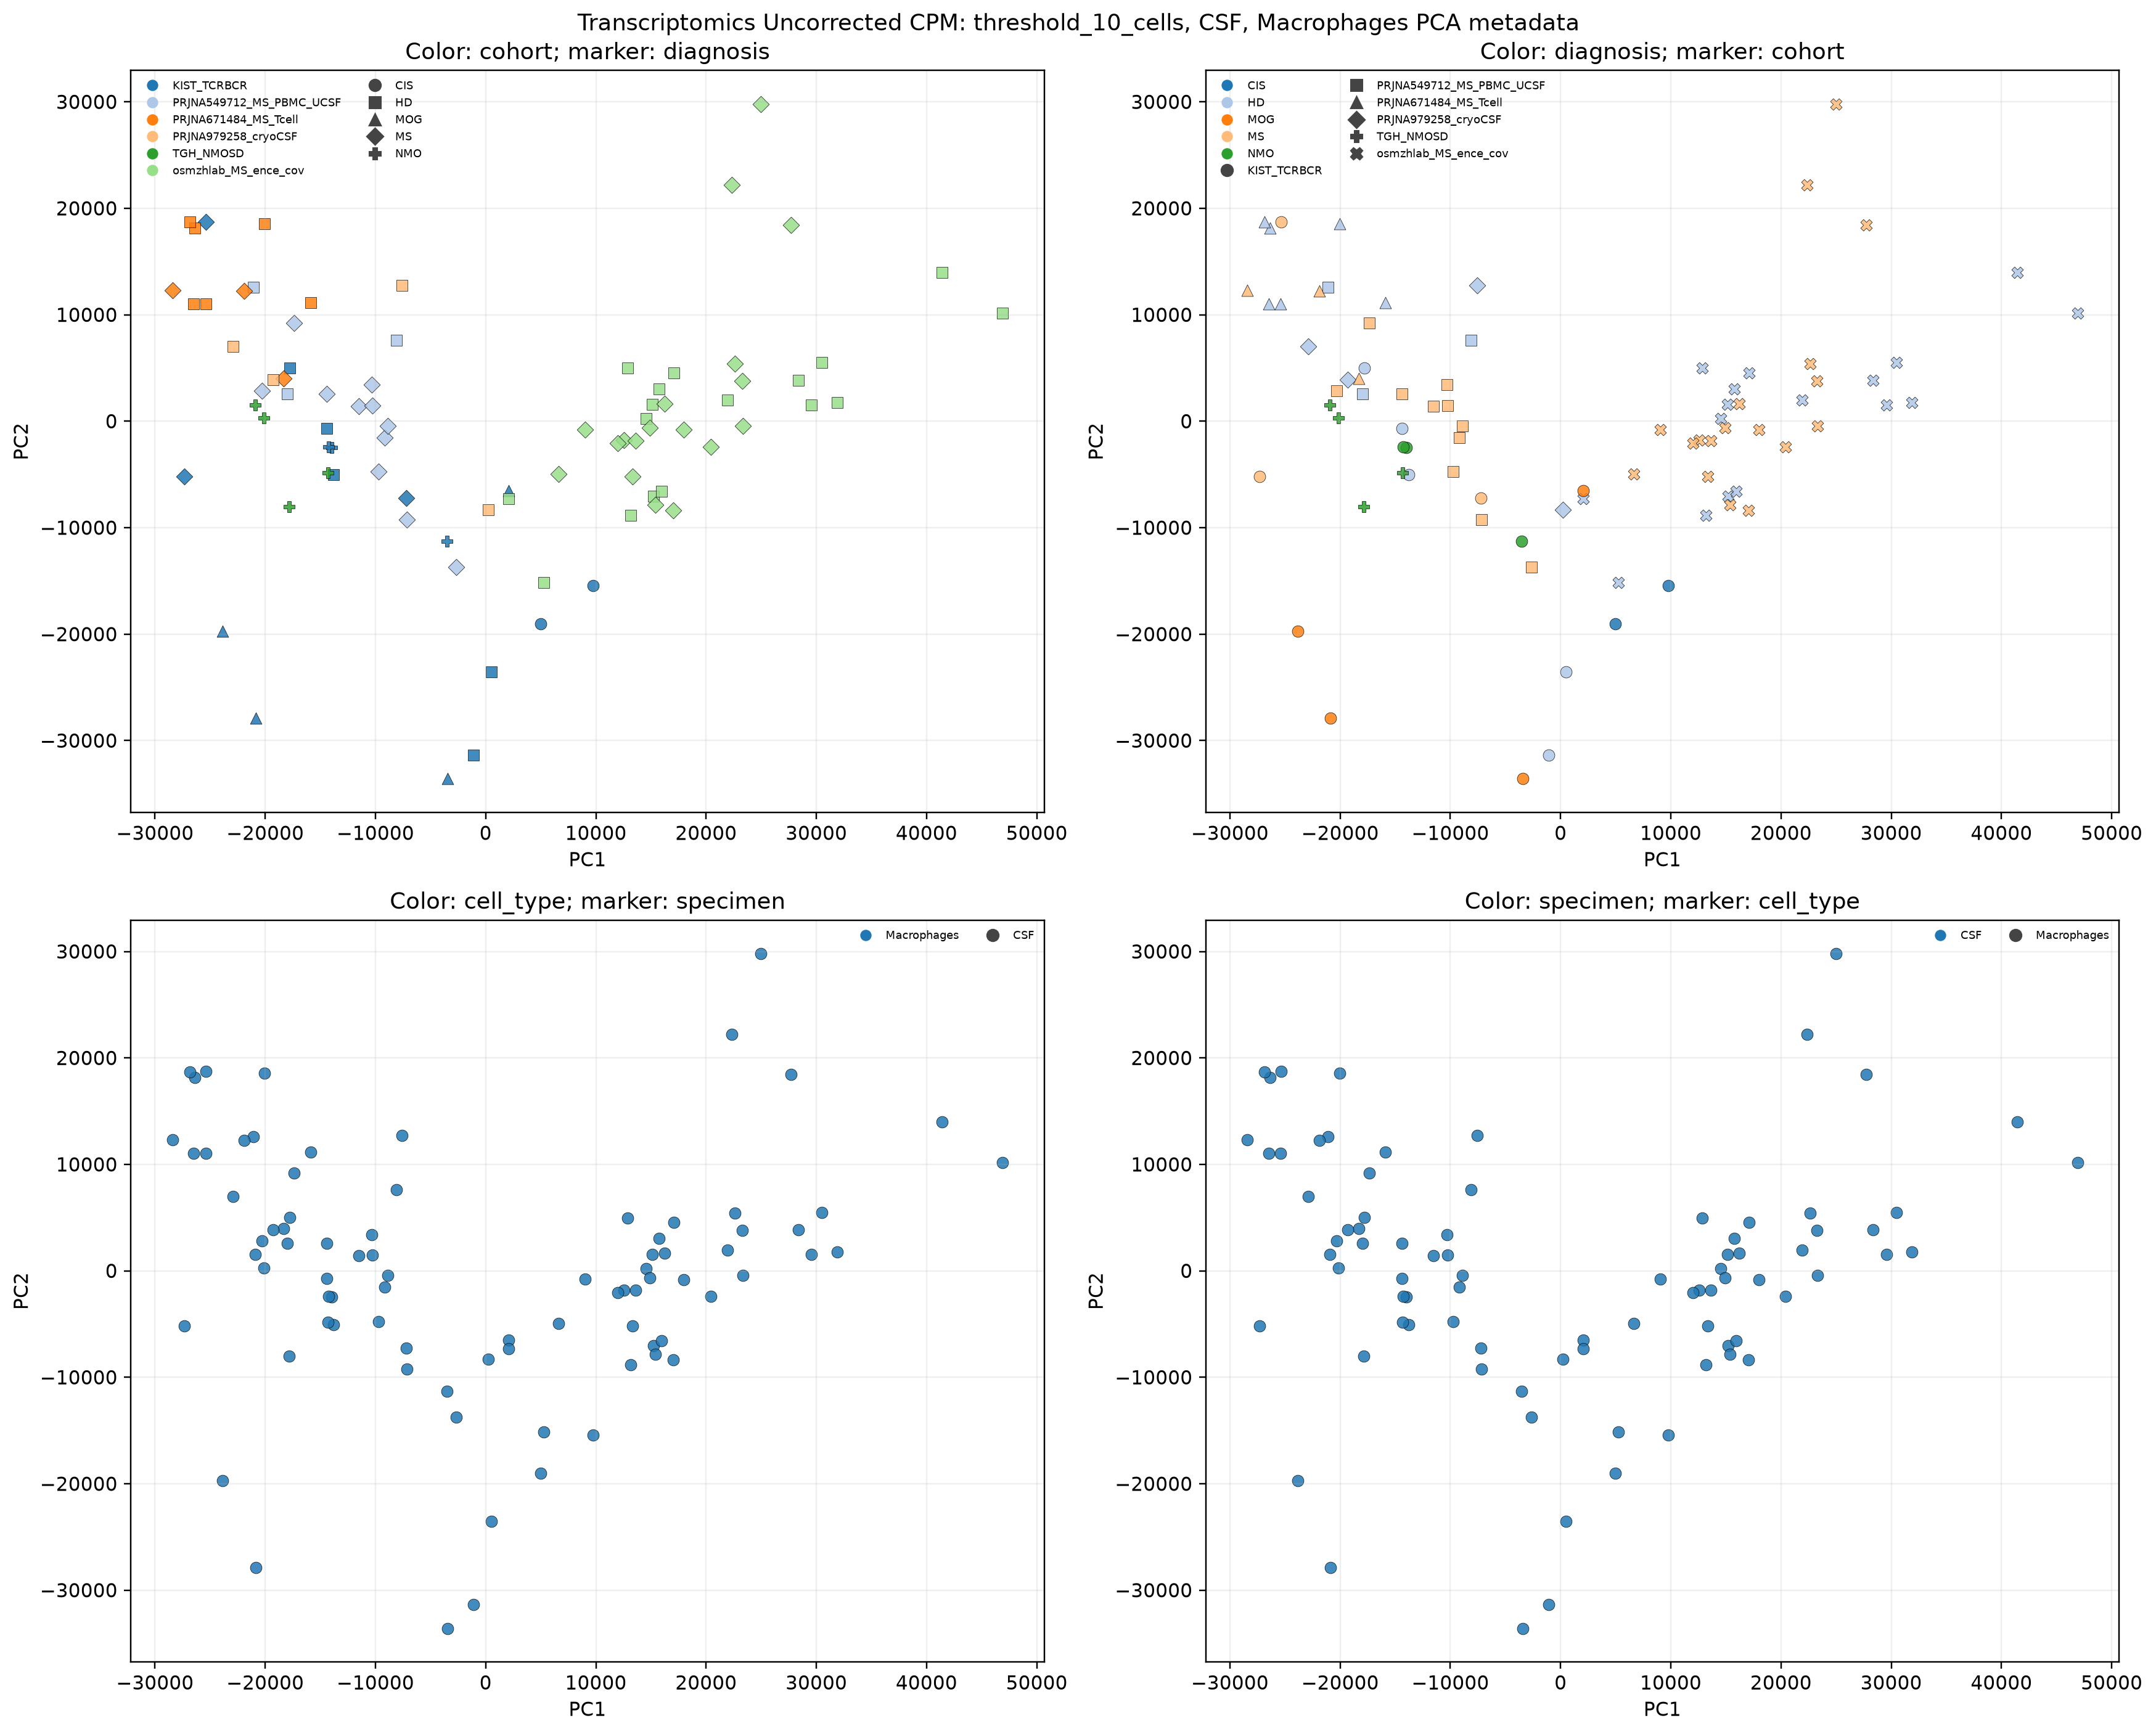 Transcriptomics Uncorrected CPM: threshold_10_cells, CSF, Macrophages PCA metadata
Color: cohort; marker: diagnosis
KIST_TCRBCR
PRJNA549712_MS_PBMC_UCSF
PRJNA671484_MS_Tcell
PRJNA979258_cryoCSF
TGH_NMOSD
osmzhlab_MS_ence_cov
CIS
HD
MOG
MS
NMO
30000
20000
10000
0
−10000
−20000
−30000
PC2
−30000 −20000 −10000 0 10000 20000 30000 40000 50000
PC1
Color: diagnosis; marker: cohort
CIS
HD
MOG
MS
NMO
KIST_TCRBCR
PRJNA549712_MS_PBMC_UCSF
PRJNA671484_MS_Tcell
PRJNA979258_cryoCSF
TGH_NMOSD
osmzhlab_MS_ence_cov
30000
20000
10000
0
−10000
−20000
−30000
PC2
−30000 −20000 −10000 0 10000 20000 30000 40000 50000
PC1
Color: cell_type; marker: specimen
Macrophages CSF
30000
20000
10000
0
−10000
−20000
−30000
PC2
−30000 −20000 −10000 0 10000 20000 30000 40000 50000
PC1
Color: specimen; marker: cell_type
CSF Macrophages
30000
20000
10000
0
−10000
−20000
−30000
PC2
−30000 −20000 −10000 0 10000 20000 30000 40000 50000
PC1